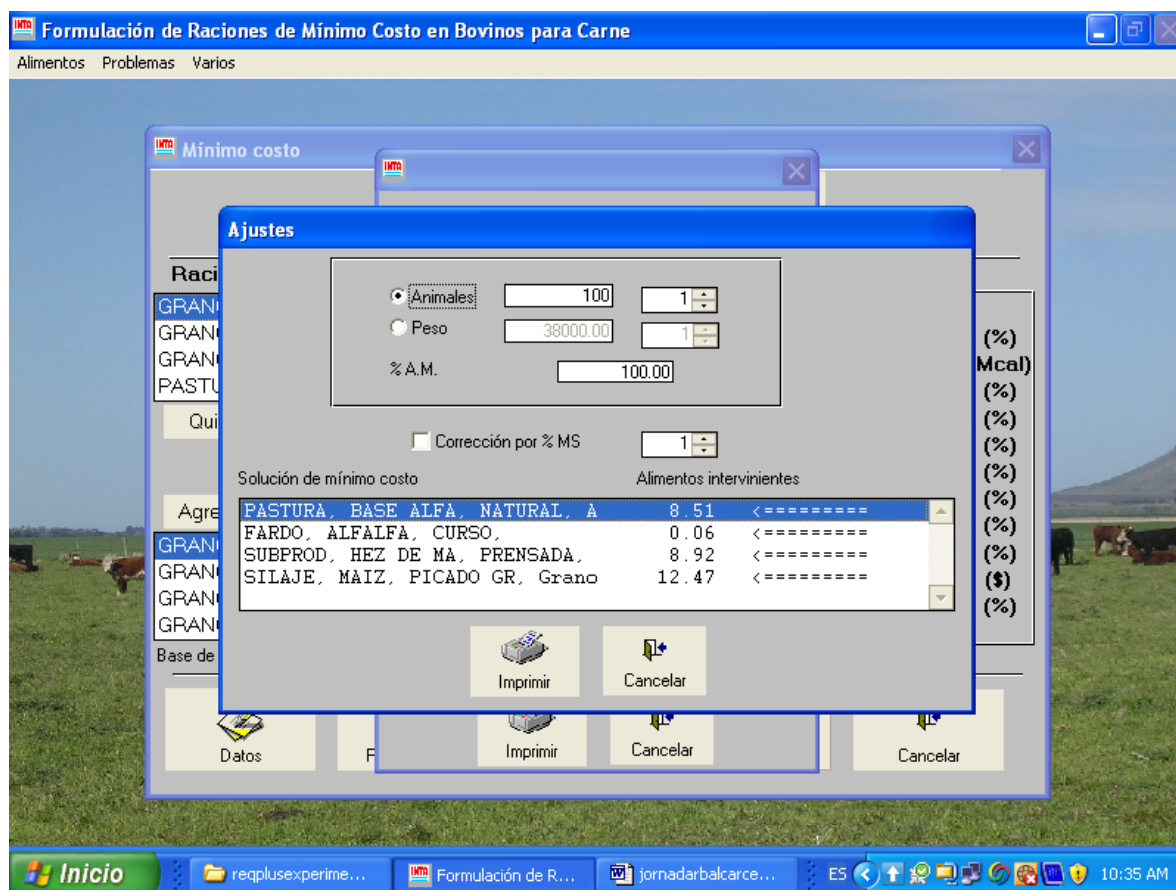 INTA Formulación de Raciones de Mínimo Costo en Bovinos para Carne
Alimentos Problemas Varios
INTA Mínimo costo
INTA
Ajustes
Raci
GRAN
GRAN
GRAN
PASTU
Qui
Agre
GRAN
GRAN
GRAN
GRAN
Base de
Animales 100 1
Peso 38000.00 1
% A.M. 100.00
Corrección por % MS 1
Solución de mínimo costo Alimentos intervinientes
PASTURA, BASE ALFA, NATURAL, A 8.51 <=========
FARDO, ALFALFA, CURSO, 0.06 <=========
SUBPROD, HEZ DE MA, PRENSADA, 8.92 <=========
SILAJE, MAIZ, PICADO GR, Grano 12.47 <=========
Imprimir Cancelar
(%)
Mcal)
(%)
(%)
(%)
(%)
(%)
(%)
(%)
($)
(%)
Datos F Imprimir Cancelar Cancelar
Inicio reqplusexperime... INTA Formulación de R... jornadarbalcarce... ES 10:35 AM